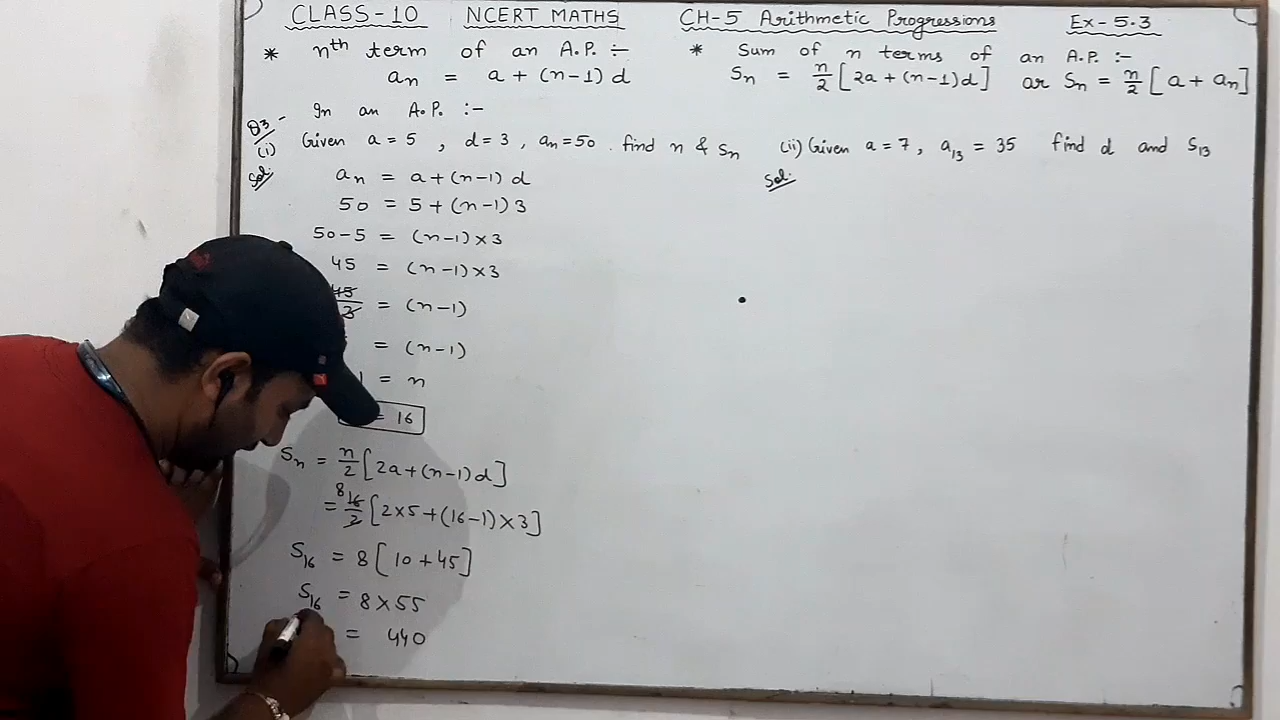 CLASS-10 NCERT MATHS CH-5 Arithmetic Progressions Ex-5.3
* nth term of an A.P. ÷
an = a + (n-1) d
* Sum of n terms of an A.P. :-
Sn = n/2 [2a + (n-1)d] or Sn = n/2 [a + an]
Q3- In an A.P. :-
(i) Given a = 5 , d = 3 , an = 50 . find n & Sn
Sol:
an = a + (n-1) d
50 = 5 + (n-1) 3
50-5 = (n-1) × 3
45 = (n-1) × 3
45/3 = (n-1)
= (n-1)
1 = n
= 16
Sn = n/2 [2a + (n-1) d]
= 8 16/2 [2×5 + (16-1) × 3]
S16 = 8 [10 + 45]
S16 = 8 × 55
= 440
(ii) Given a = 7 , a13 = 35 find d and S13
Sol: